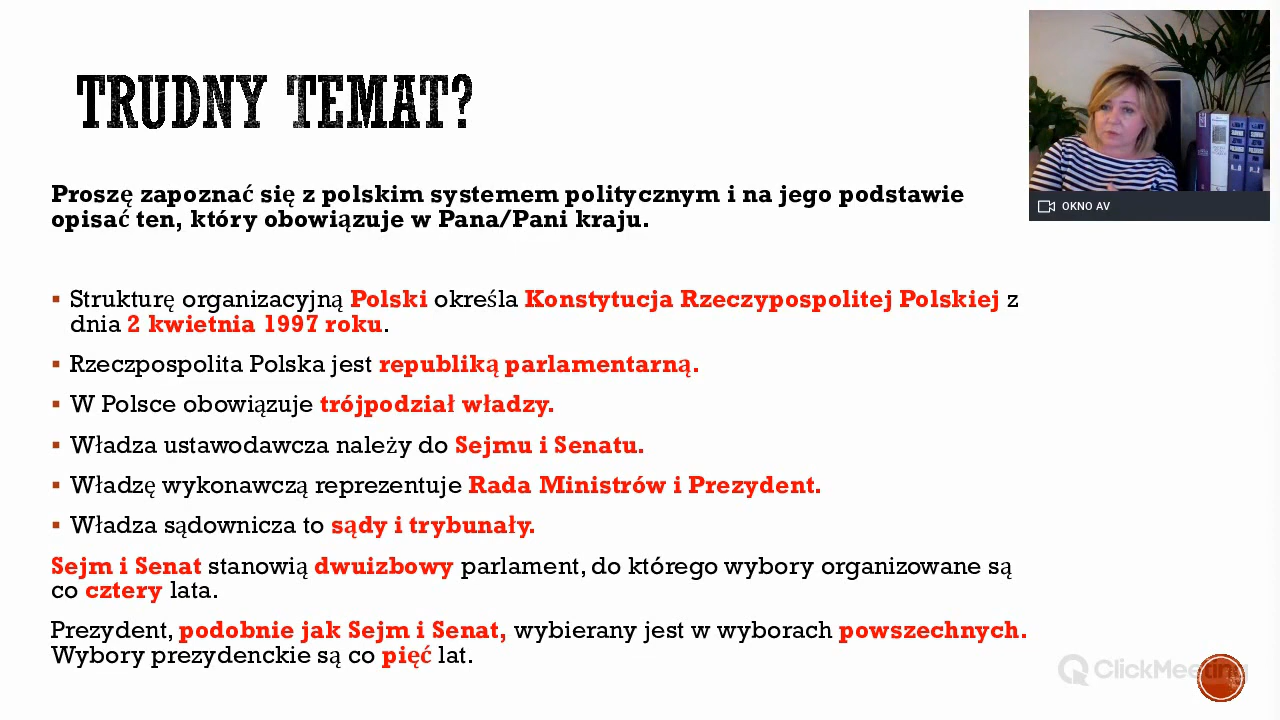 TRUDNY TEMAT?
Proszę zapoznać się z polskim systemem politycznym i na jego podstawie
opisać ten, który obowiązuje w Pana/Pani kraju.
▪ Strukturę organizacyjną Polski określa Konstytucja Rzeczypospolitej Polskiej z
dnia 2 kwietnia 1997 roku.
▪ Rzeczpospolita Polska jest republiką parlamentarną.
▪ W Polsce obowiązuje trójpodział władzy.
▪ Władza ustawodawcza należy do Sejmu i Senatu.
▪ Władzę wykonawczą reprezentuje Rada Ministrów i Prezydent.
▪ Władza sądownicza to sądy i trybunały.
Sejm i Senat stanowią dwuizbowy parlament, do którego wybory organizowane są
co cztery lata.
Prezydent, podobnie jak Sejm i Senat, wybierany jest w wyborach powszechnych.
Wybory prezydenckie są co pięć lat.
OKNO AV
ClickMeeting